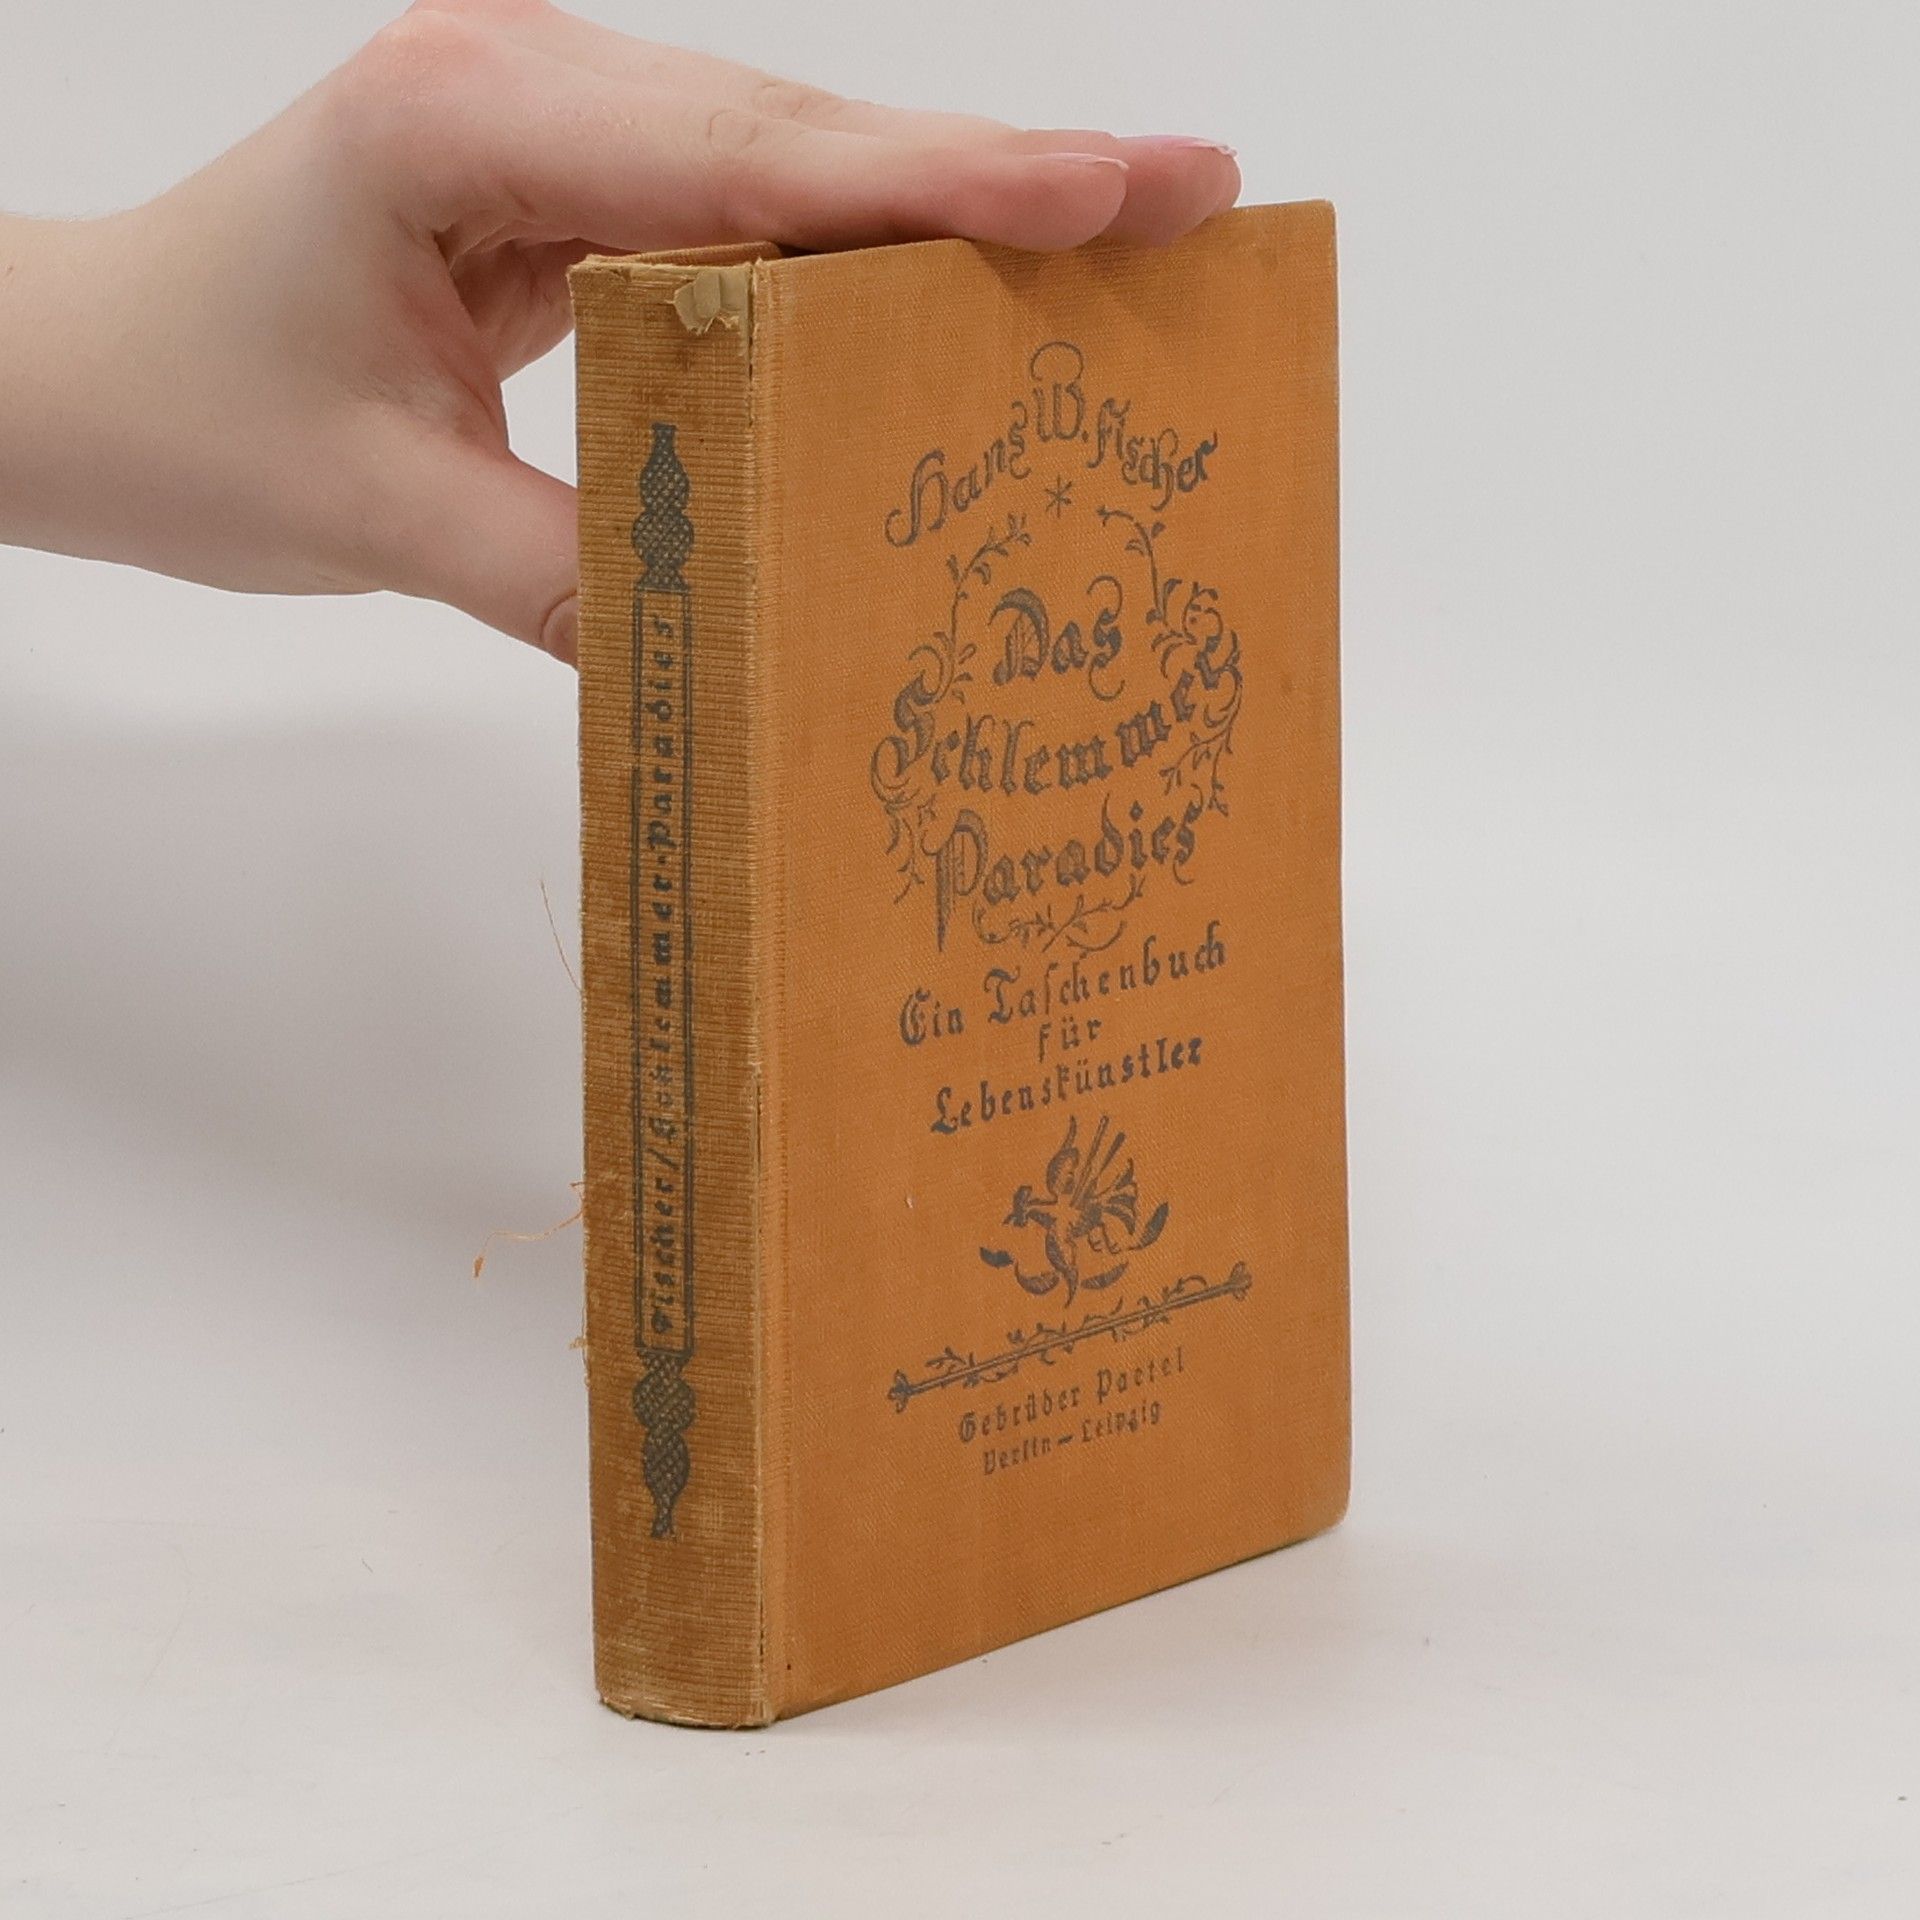 Fischer/Schlemmer-Paradies
Hans W. Fischer
*
Das
Schlemmer
Paradies
Ein Taschenbuch
für
Lebenskünstler
Gebrüder Paetel
Berlin—Leipzig